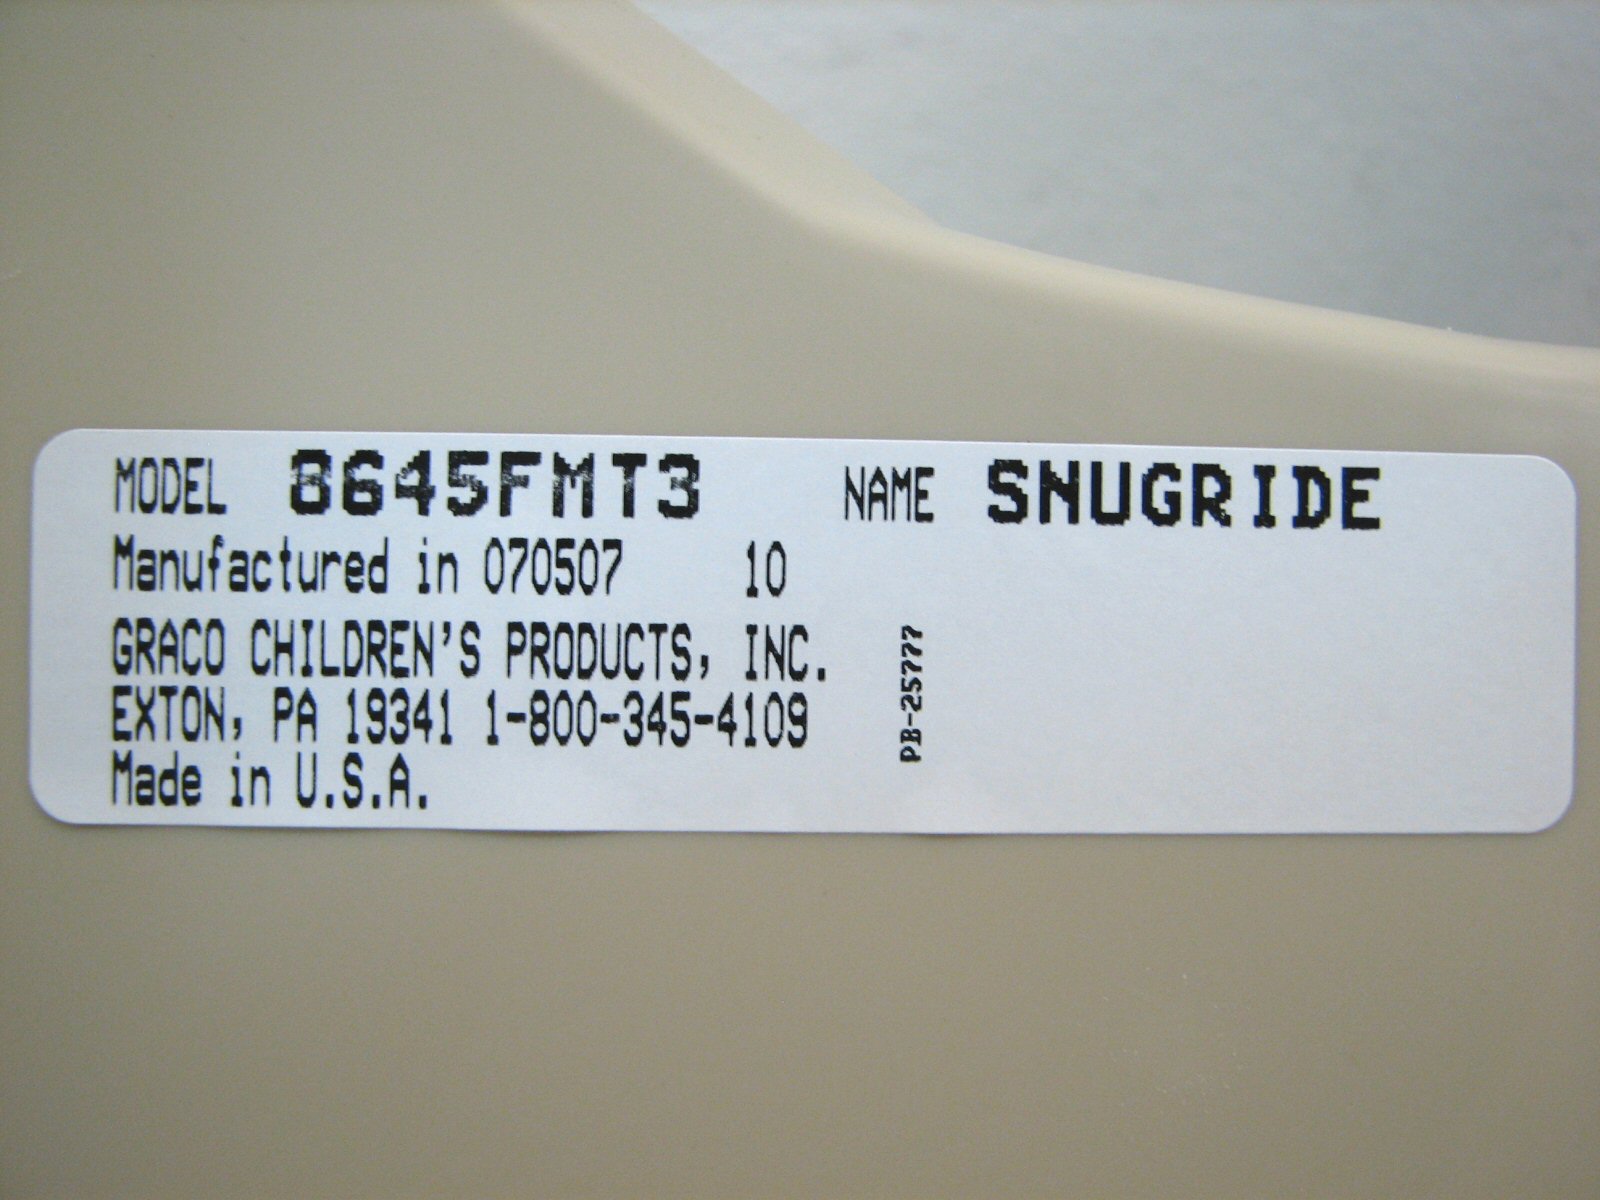 MODEL 8645FMT3 NAME SNUGRIDE
Manufactured in 070507 10
GRACO CHILDREN'S PRODUCTS, INC.
EXTON, PA 19341 1-800-345-4109
Made in U.S.A.
PB-25777